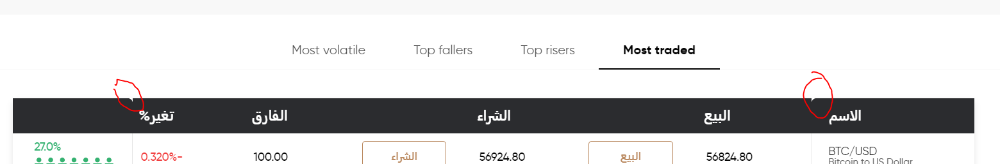 Most volatile Top fallers Top risers Most traded
الاسم البيع الشراء الفارق تغير%
BTC/USD 56824.80 البيع 56924.80 الشراء 100.00 0.320%- 27.0%
Bitcoin to US Dollar